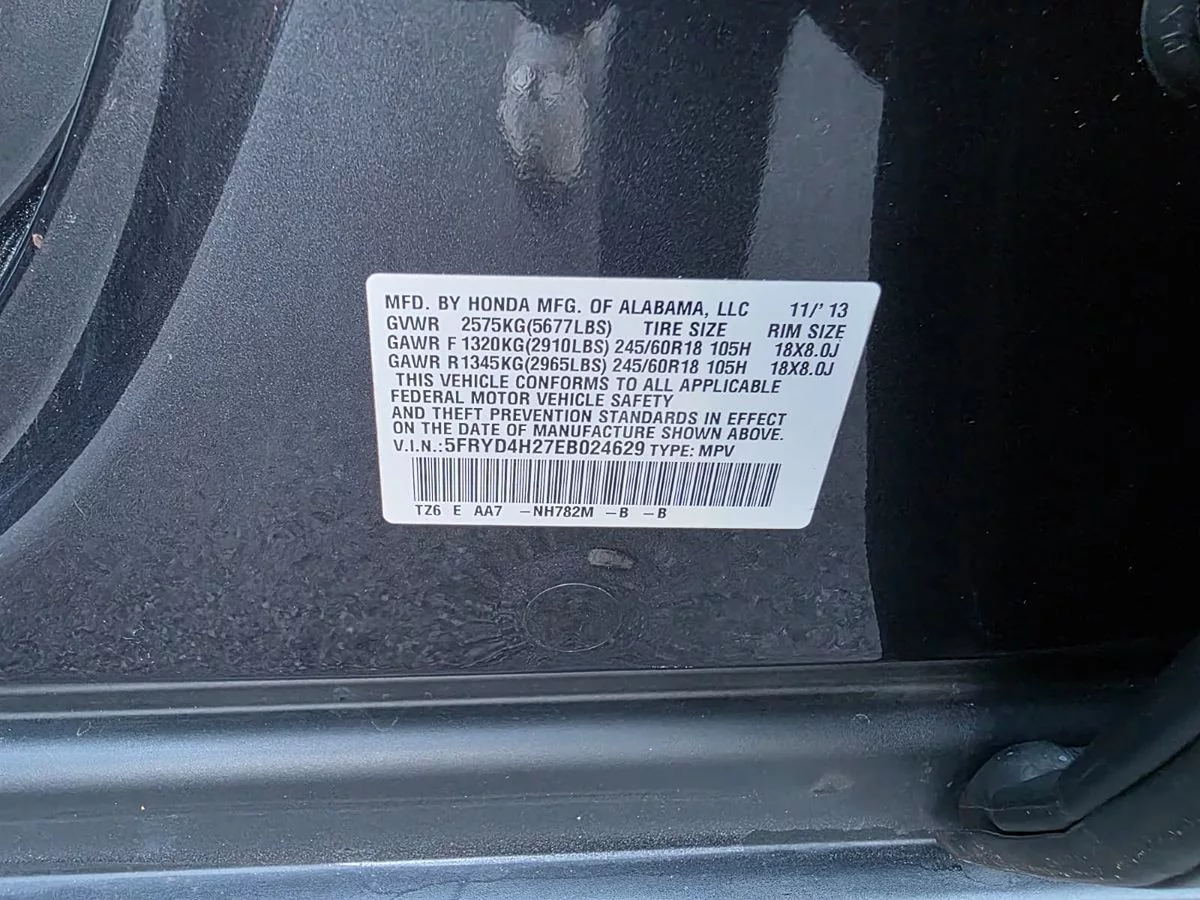 MFD. BY HONDA MFG. OF ALABAMA, LLC 11/' 13
GVWR 2575KG(5677LBS) TIRE SIZE RIM SIZE
GAWR F 1320KG(2910LBS) 245/60R18 105H 18X8.0J
GAWR R1345KG(2965LBS) 245/60R18 105H 18X8.0J
THIS VEHICLE CONFORMS TO ALL APPLICABLE
FEDERAL MOTOR VEHICLE SAFETY
AND THEFT PREVENTION STANDARDS IN EFFECT
ON THE DATE OF MANUFACTURE SHOWN ABOVE.
V.I.N.:5FRYD4H27EB024629 TYPE: MPV
TZ6 E AA7 -NH782M -B -B